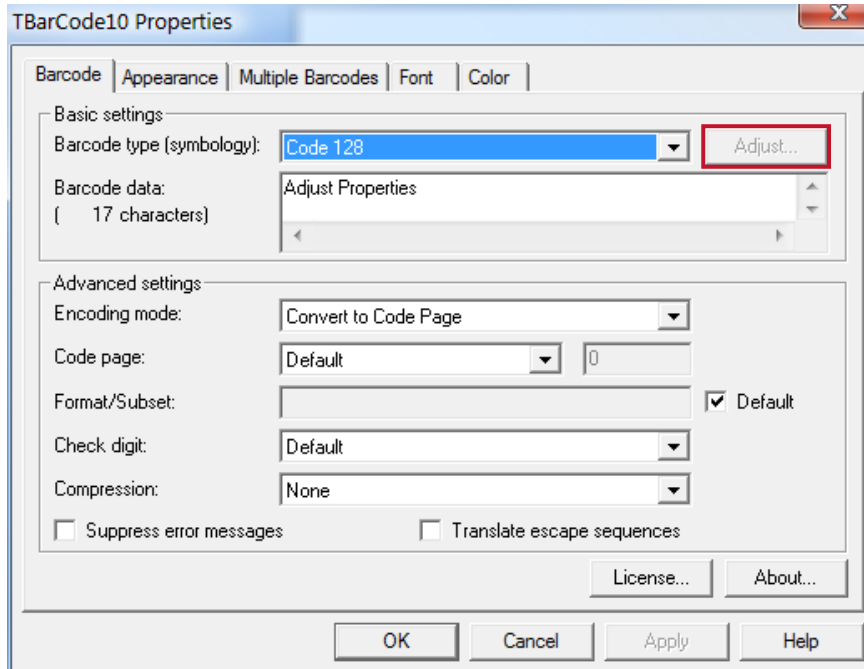 TBarCode10 Properties
Barcode Appearance Multiple Barcodes Font Color
Basic settings
Barcode type (symbology): Code 128 Adjust...
Barcode data: Adjust Properties
( 17 characters)
Advanced settings
Encoding mode: Convert to Code Page
Code page: Default 0
Format/Subset: Default
Check digit: Default
Compression: None
Suppress error messages Translate escape sequences
License... About...
OK Cancel Apply Help